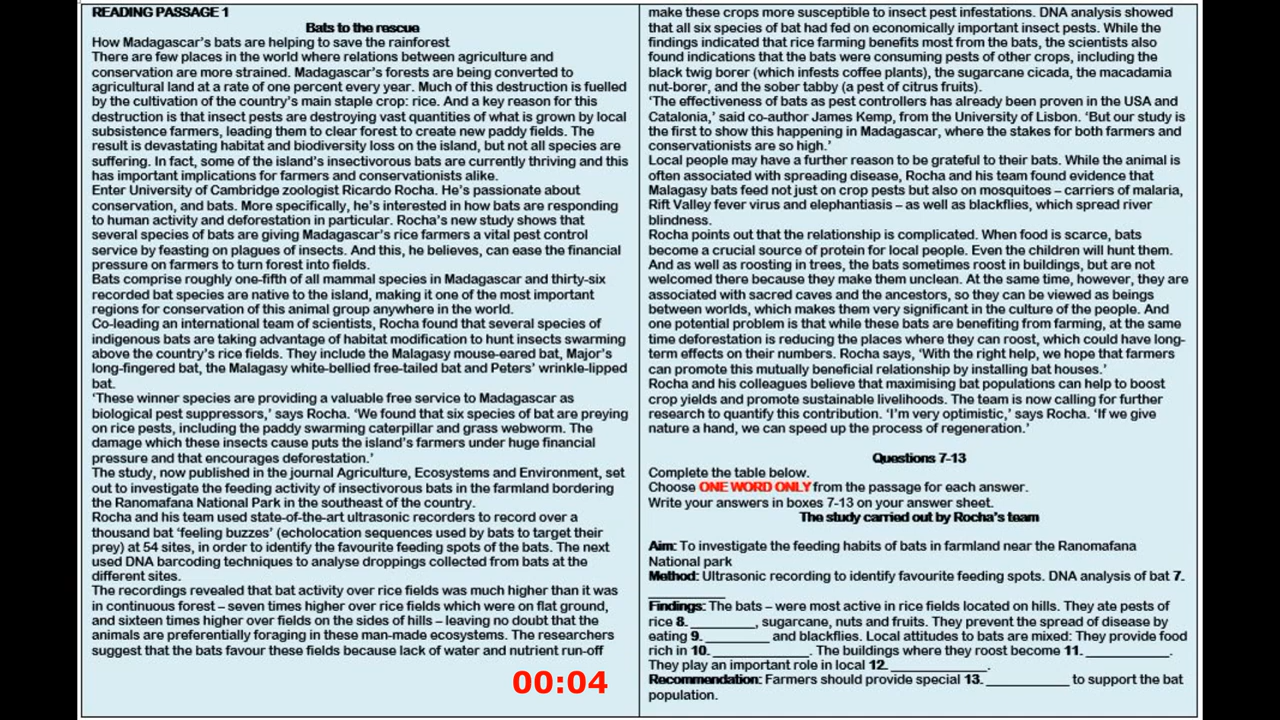 READING PASSAGE 1
Bats to the rescue
How Madagascar's bats are helping to save the rainforest
There are few places in the world where relations between agriculture and
conservation are more strained. Madagascar's forests are being converted to
agricultural land at a rate of one percent every year. Much of this destruction is fuelled
by the cultivation of the country's main staple crop: rice. And a key reason for this
destruction is that insect pests are destroying vast quantities of what is grown by local
subsistence farmers, leading them to clear forest to create new paddy fields. The
result is devastating habitat and biodiversity loss on the island, but not all species are
suffering. In fact, some of the island's insectivorous bats are currently thriving and this
has important implications for farmers and conservationists alike.
Enter University of Cambridge zoologist Ricardo Rocha. He's passionate about
conservation, and bats. More specifically, he's interested in how bats are responding
to human activity and deforestation in particular. Rocha's new study shows that
several species of bats are giving Madagascar's rice farmers a vital pest control
service by feasting on plagues of insects. And this, he believes, can ease the financial
pressure on farmers to turn forest into fields.
Bats comprise roughly one-fifth of all mammal species in Madagascar and thirty-six
recorded bat species are native to the island, making it one of the most important
regions for conservation of this animal group anywhere in the world.
Co-leading an international team of scientists, Rocha found that several species of
indigenous bats are taking advantage of habitat modification to hunt insects swarming
above the country's rice fields. They include the Malagasy mouse-eared bat, Major's
long-fingered bat, the Malagasy white-bellied free-tailed bat and Peters' wrinkle-lipped
bat.
'These winner species are providing a valuable free service to Madagascar as
biological pest suppressors,' says Rocha. 'We found that six species of bat are preying
on rice pests, including the paddy swarming caterpillar and grass webworm. The
damage which these insects cause puts the island's farmers under huge financial
pressure and that encourages deforestation.'
The study, now published in the journal Agriculture, Ecosystems and Environment, set
out to investigate the feeding activity of insectivorous bats in the farmland bordering
the Ranomafana National Park in the southeast of the country.
Rocha and his team used state-of-the-art ultrasonic recorders to record over a
thousand bat 'feeling buzzes' (echolocation sequences used by bats to target their
prey) at 54 sites, in order to identify the favourite feeding spots of the bats. The next
used DNA barcoding techniques to analyse droppings collected from bats at the
different sites.
The recordings revealed that bat activity over rice fields was much higher than it was
in continuous forest – seven times higher over rice fields which were on flat ground,
and sixteen times higher over fields on the sides of hills – leaving no doubt that the
animals are preferentially foraging in these man-made ecosystems. The researchers
suggest that the bats favour these fields because lack of water and nutrient run-off
00:04
make these crops more susceptible to insect pest infestations. DNA analysis showed
that all six species of bat had fed on economically important insect pests. While the
findings indicated that rice farming benefits most from the bats, the scientists also
found indications that the bats were consuming pests of other crops, including the
black twig borer (which infests coffee plants), the sugarcane cicada, the macadamia
nut-borer, and the sober tabby (a pest of citrus fruits).
'The effectiveness of bats as pest controllers has already been proven in the USA and
Catalonia,' said co-author James Kemp, from the University of Lisbon. 'But our study is
the first to show this happening in Madagascar, where the stakes for both farmers and
conservationists are so high.'
Local people may have a further reason to be grateful to their bats. While the animal is
often associated with spreading disease, Rocha and his team found evidence that
Malagasy bats feed not just on crop pests but also on mosquitoes – carriers of malaria,
Rift Valley fever virus and elephantiasis – as well as blackflies, which spread river
blindness.
Rocha points out that the relationship is complicated. When food is scarce, bats
become a crucial source of protein for local people. Even the children will hunt them.
And as well as roosting in trees, the bats sometimes roost in buildings, but are not
welcomed there because they make them unclean. At the same time, however, they are
associated with sacred caves and the ancestors, so they can be viewed as beings
between worlds, which makes them very significant in the culture of the people. And
one potential problem is that while these bats are benefiting from farming, at the same
time deforestation is reducing the places where they can roost, which could have long-
term effects on their numbers. Rocha says, 'With the right help, we hope that farmers
can promote this mutually beneficial relationship by installing bat houses.'
Rocha and his colleagues believe that maximising bat populations can help to boost
crop yields and promote sustainable livelihoods. The team is now calling for further
research to quantify this contribution. 'I'm very optimistic,' says Rocha. 'If we give
nature a hand, we can speed up the process of regeneration.'
Questions 7-13
Complete the table below.
Choose ONE WORD ONLY from the passage for each answer.
Write your answers in boxes 7-13 on your answer sheet.
The study carried out by Rocha's team
Aim: To investigate the feeding habits of bats in farmland near the Ranomafana
National park
Method: Ultrasonic recording to identify favourite feeding spots. DNA analysis of bat 7.
____________
Findings: The bats – were most active in rice fields located on hills. They ate pests of
rice 8. __________, sugarcane, nuts and fruits. They prevent the spread of disease by
eating 9. __________ and blackflies. Local attitudes to bats are mixed: They provide food
rich in 10. _______________. The buildings where they roost become 11. _____________.
They play an important role in local 12. _______________.
Recommendation: Farmers should provide special 13. _____________ to support the bat
population.